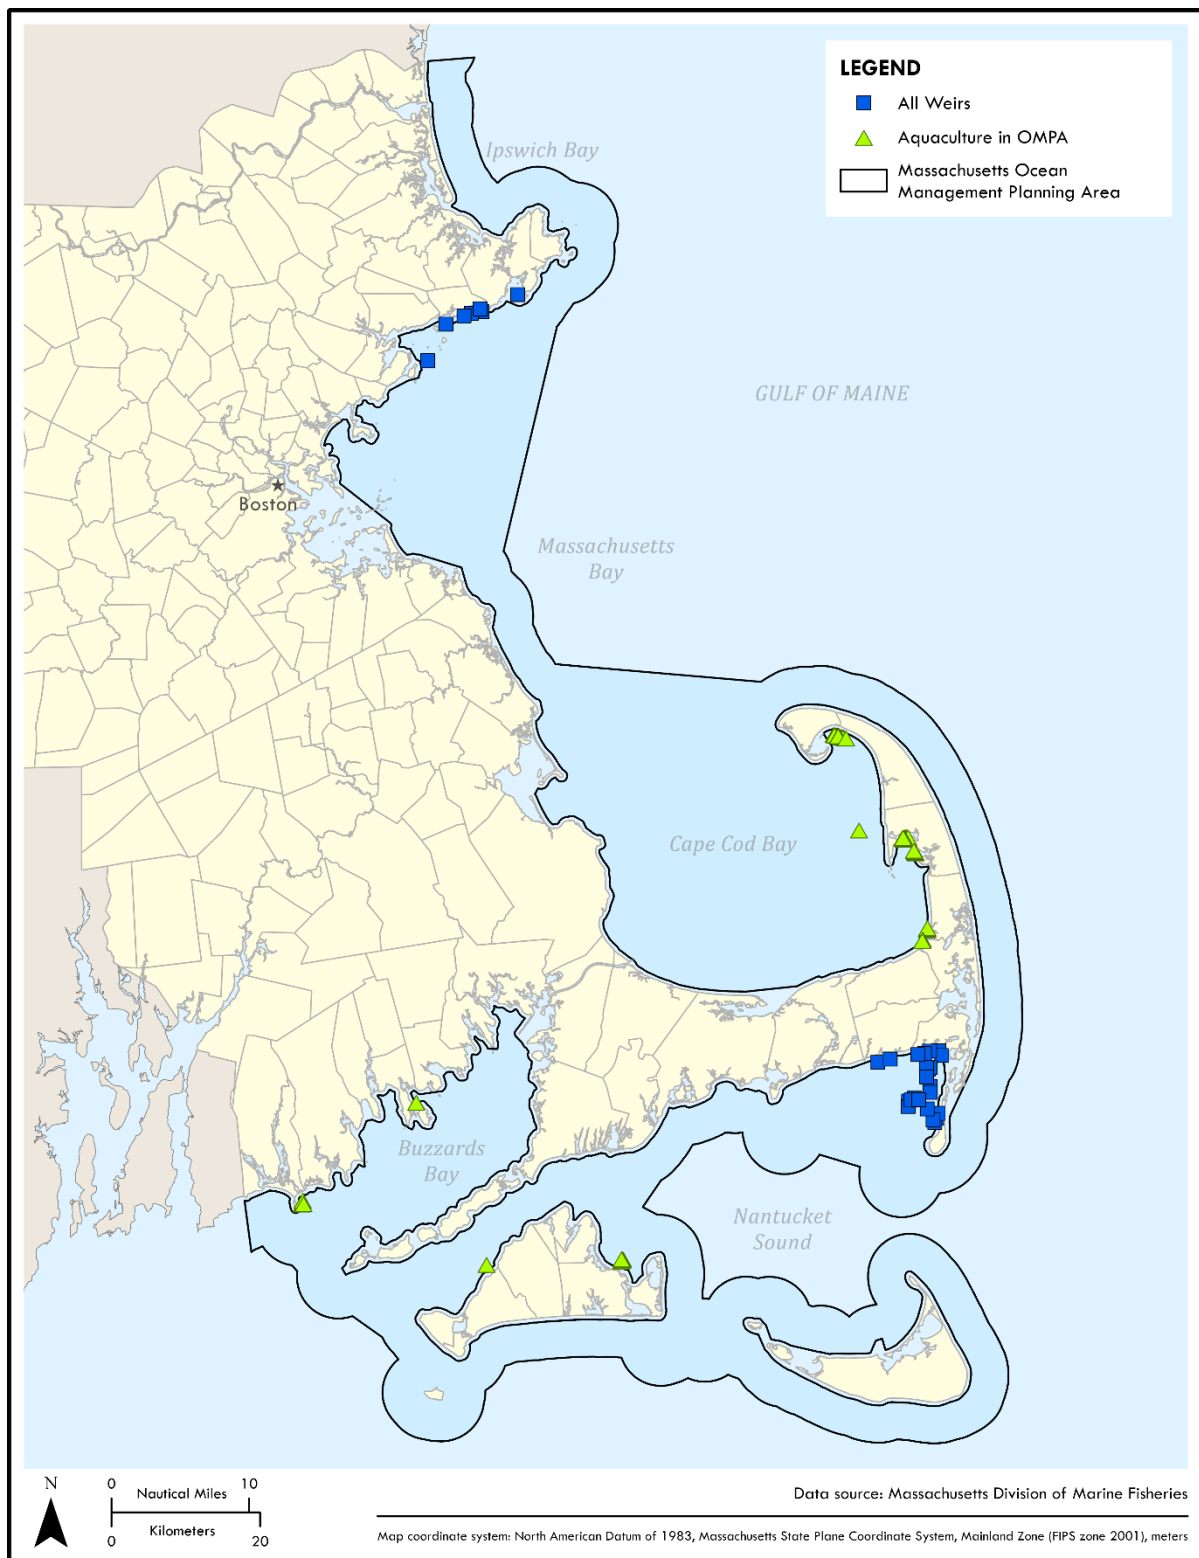 LEGEND
All Weirs
Aquaculture in OMPA
Massachusetts Ocean
Management Planning Area
Ipswich Bay
GULF OF MAINE
Boston
Massachusetts
Bay
Cape Cod Bay
Buzzards
Bay
Nantucket
Sound
N
0 10
Nautical Miles
Kilometers
0 20
Data source: Massachusetts Division of Marine Fisheries
Map coordinate system: North American Datum of 1983, Massachusetts State Plane Coordinate System, Mainland Zone (FIPS zone 2001), meters